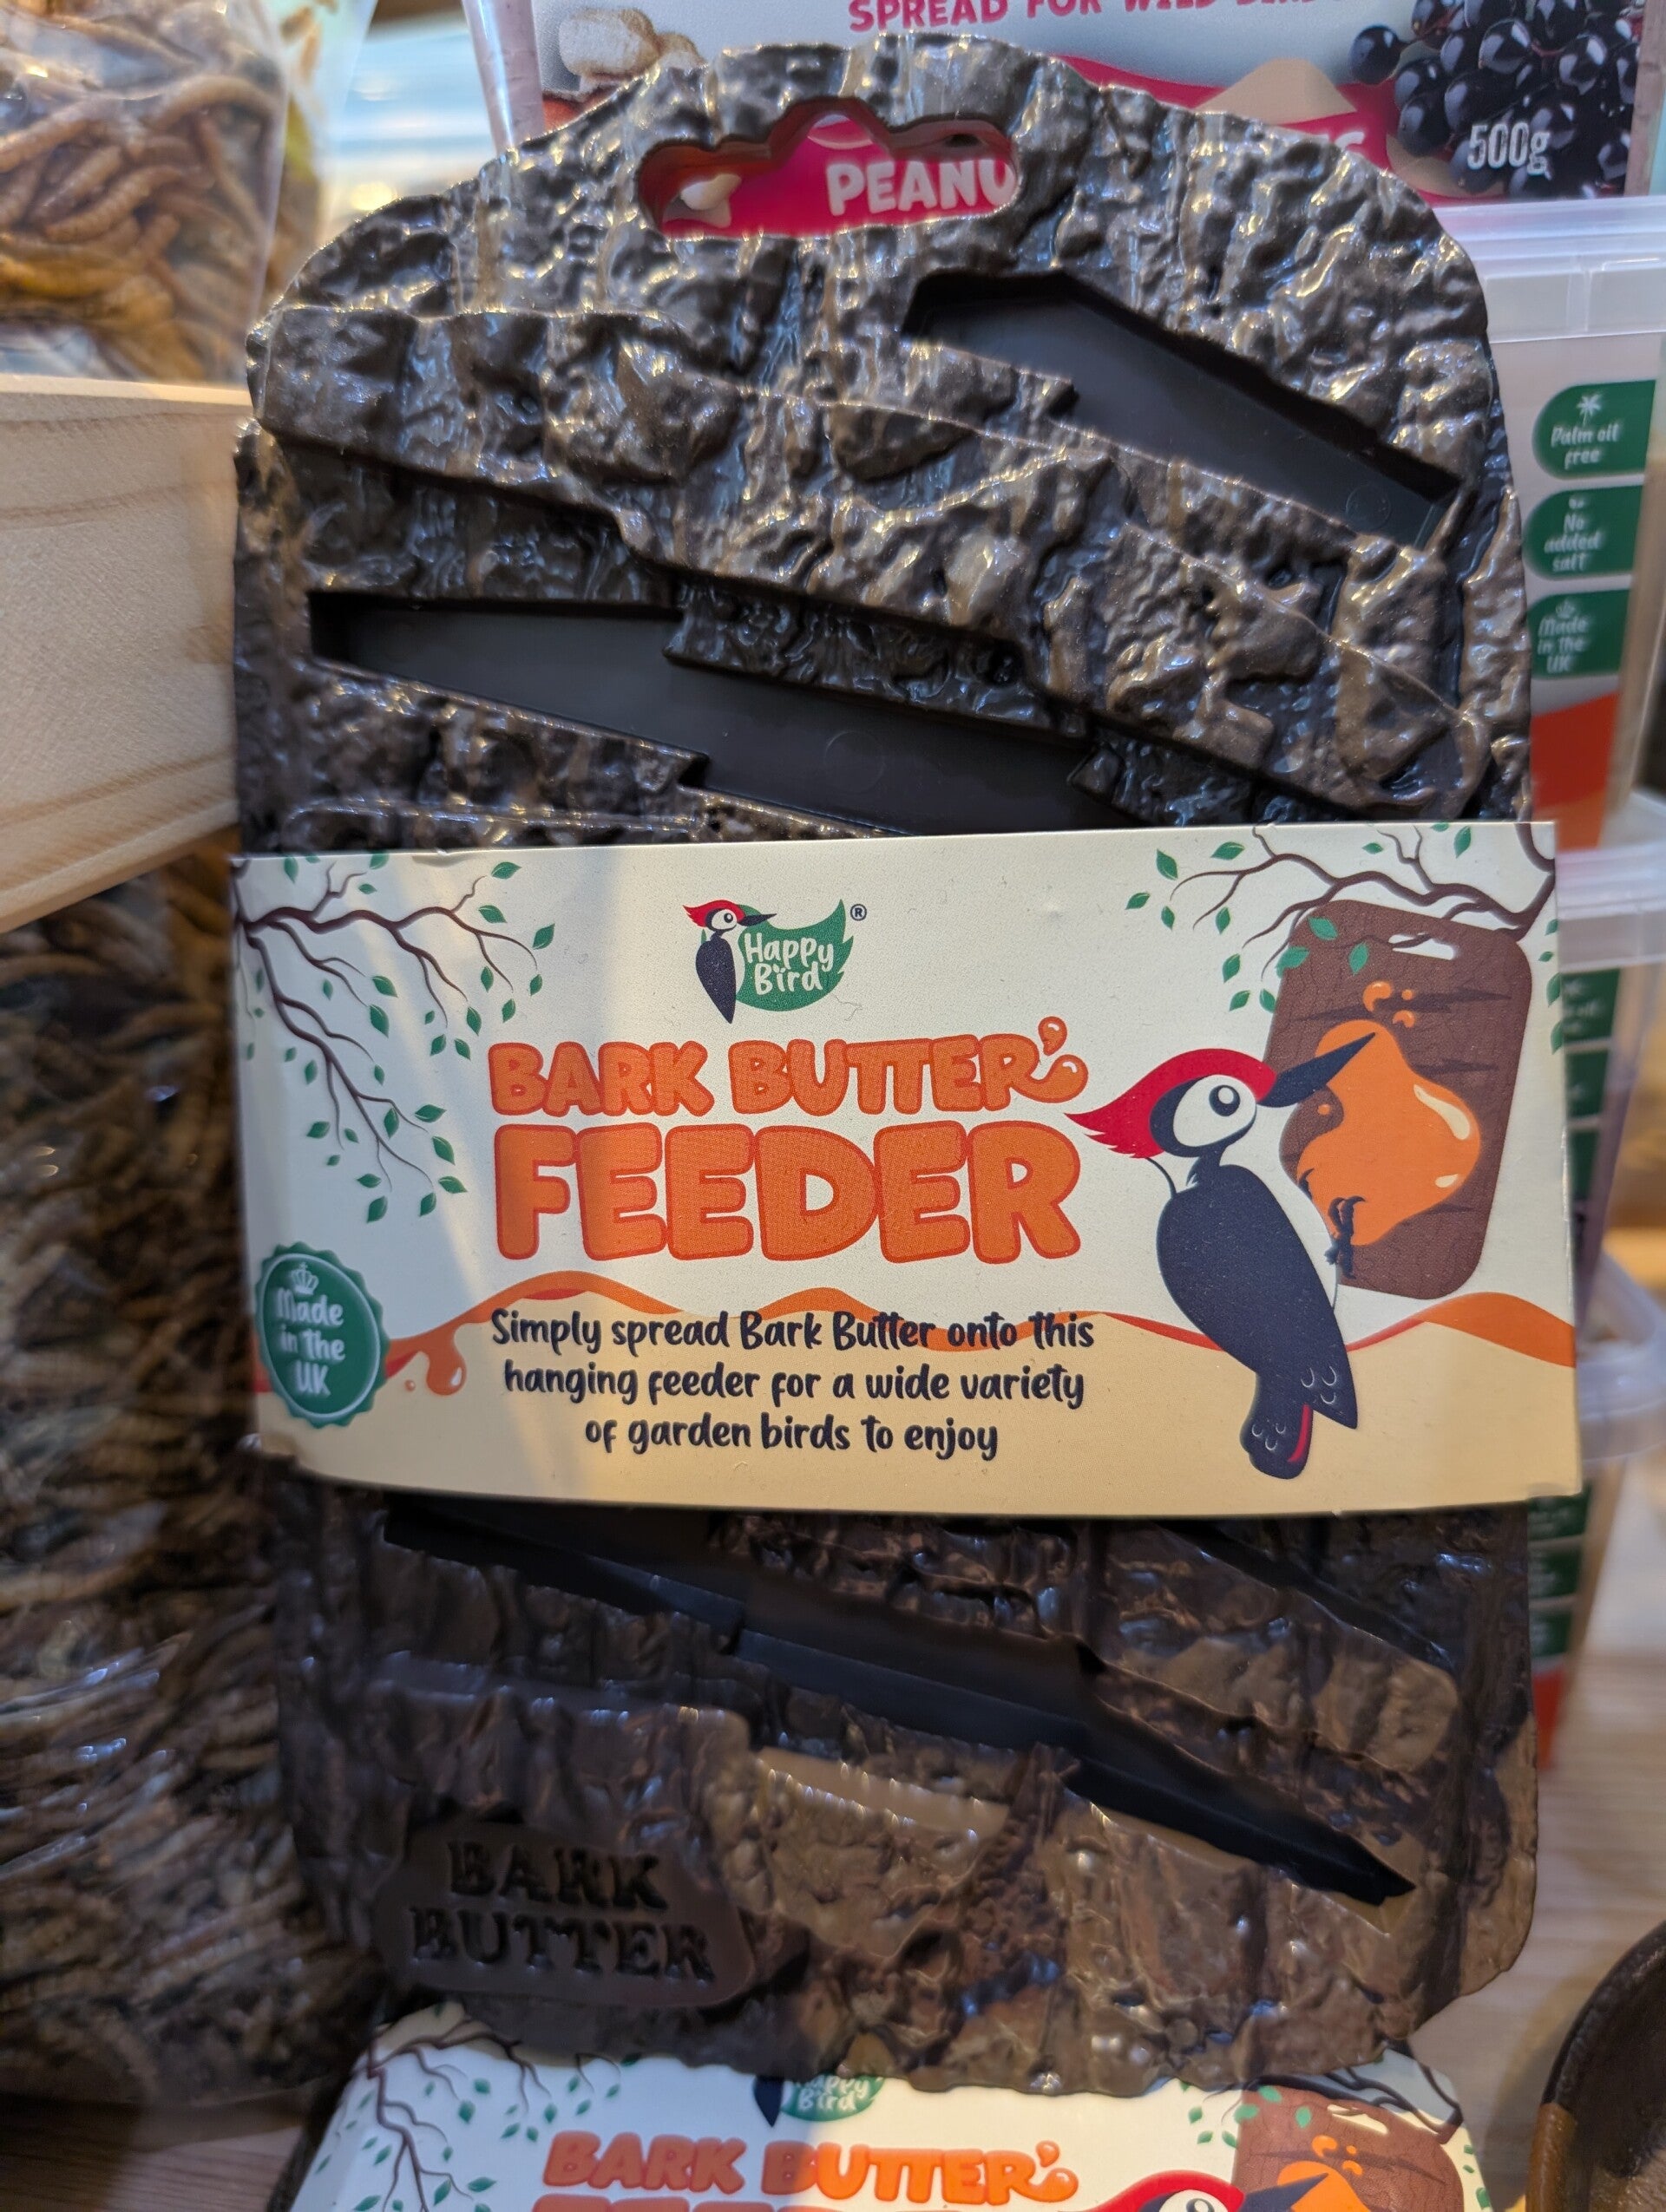 SPREAD FOR WILD
500g
PEANU
Palm oil
free
No
added
salt
Made
in the
UK
Happy
Bird
®
BARK BUTTER
FEEDER
Made
in the
UK
Simply spread Bark Butter onto this
hanging feeder for a wide variety
of garden birds to enjoy
BARK
BUTTER
Happy
Bird
BARK BUTTER